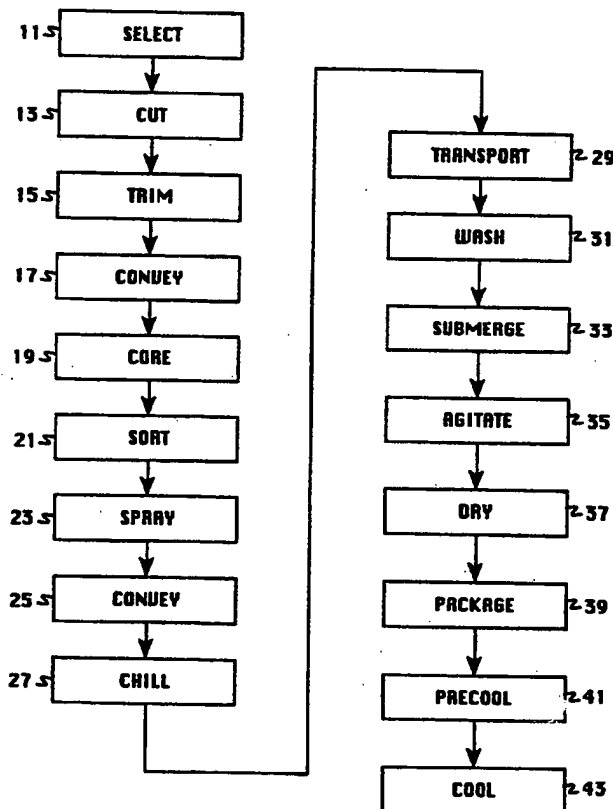 11 SELECT
13 CUT
15 TRIM
17 CONVEY
19 CORE
21 SORT
23 SPRAY
25 CONVEY
27 CHILL
TRANSPORT 29
WASH 31
SUBMERGE 33
AGITATE 35
DRY 37
PACKAGE 39
PRECOOL 41
COOL 43